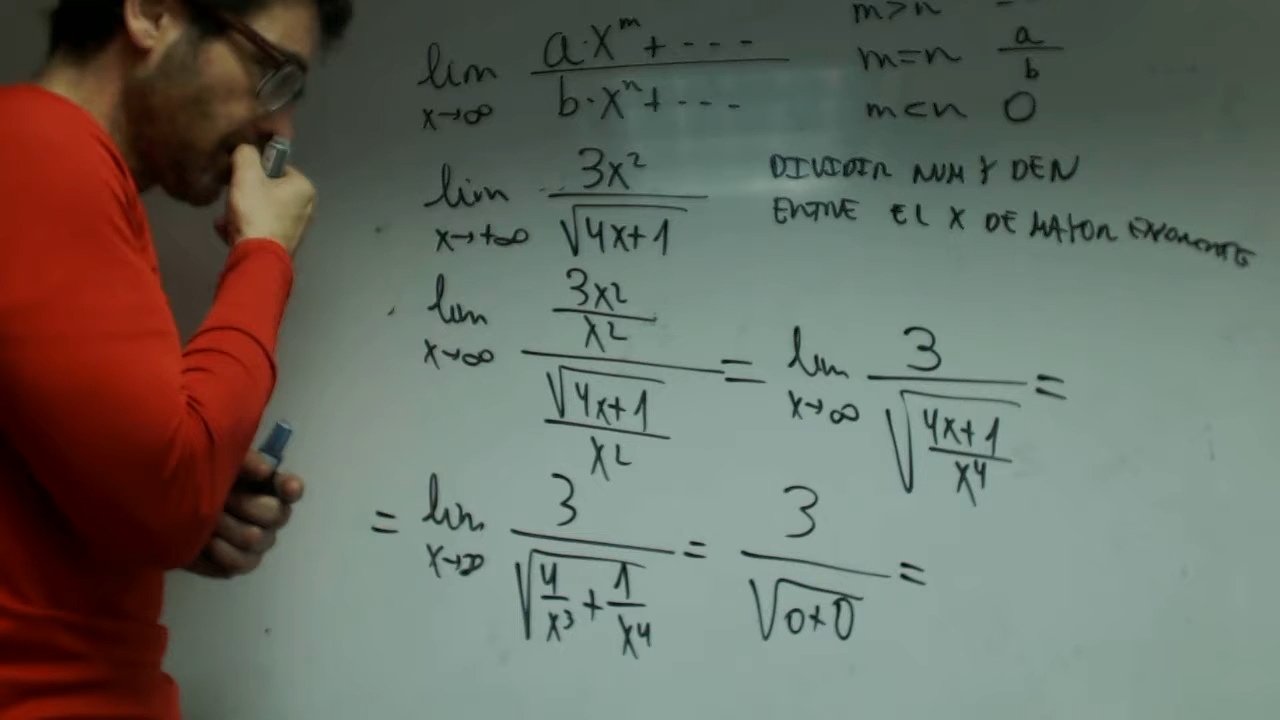 m>n
lim x→∞ a·x^m + --- / b·x^n + ---
m=n a/b
m<n 0
lim x→+∞ 3x² / √(4x+1)
DIVIDIR NUM Y DEN
ENTRE EL X DE MAYOR EXPONENTE
lim x→∞ (3x²/x²) / (√(4x+1)/x²) = lim x→∞ 3 / √((4x+1)/x⁴) =
= lim x→∞ 3 / √(4/x³ + 1/x⁴) = 3 / √(0+0) =